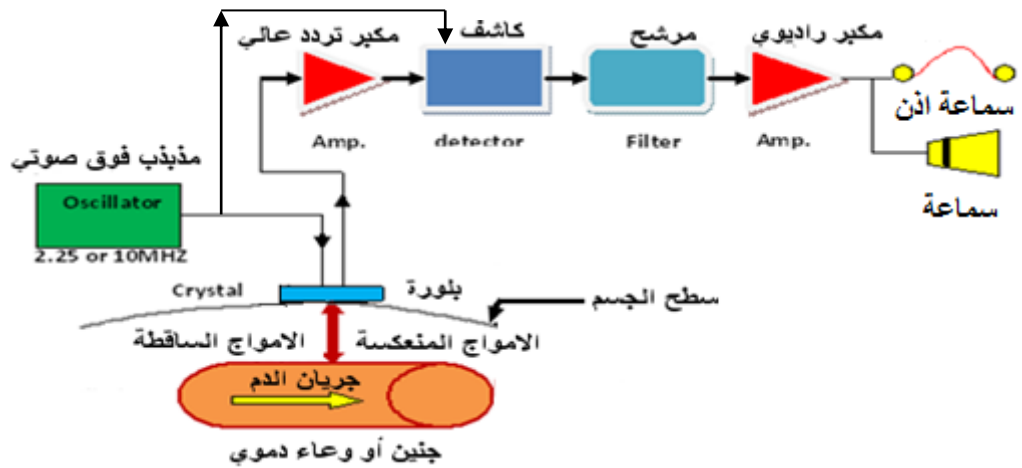 مكبر تردد عالي
كاشف
مرشح
مكبر راديوي
Amp.
detector
Filter
Amp.
سماعة اذن
سماعة
مذبذب فوق صوتي
Oscillator
2.25 or 10MHZ
Crystal
بلورة
سطح الجسم
الامواج الساقطة
الامواج المنعكسة
جريان الدم
جنين أو وعاء دموي